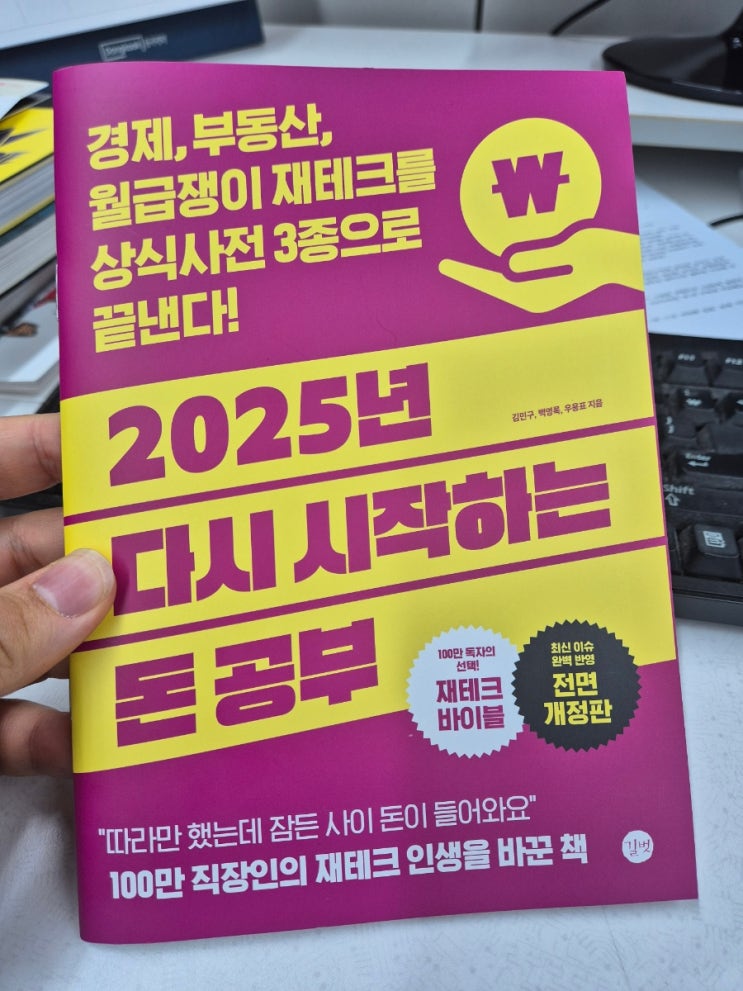 경제, 부동산,
월급쟁이 재테크를
상식사전 3종으로
끝낸다!
₩
2025년
김민구, 백영록, 우용표 지음
다시 시작하는
돈 공부
100만 독자의
선택!
재테크
바이블
최신 이슈
완벽 반영
전면
개정판
"따라만 했는데 잠든 사이 돈이 들어와요"
100만 직장인의 재테크 인생을 바꾼 책
길벗
Enter
Shift